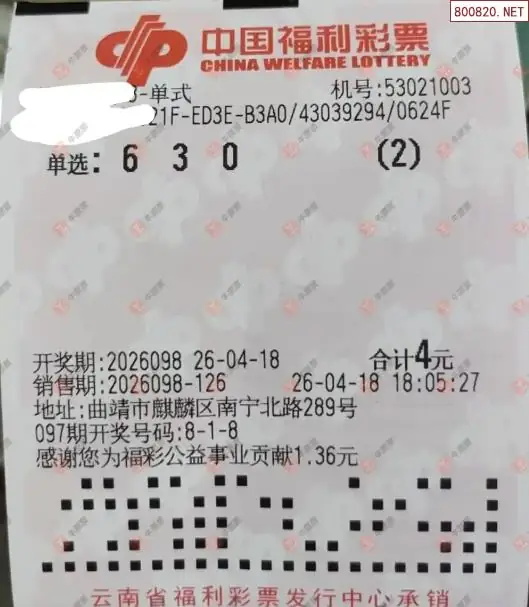 800820.NET
中国福利彩票
CHINA WELFARE LOTTERY
-单式 机号:53021003
21F-ED3E-B3A0/43039294/0624F
单选: 6 3 0 (2)
开奖期:2026098 26-04-18 合计4元
销售期:2026098-126 26-04-18 18:05:27
地址:曲靖市麒麟区南宁北路289号
097期开奖号码:8-1-8
感谢您为福彩公益事业贡献1.36元
云南省福利彩票发行中心承销